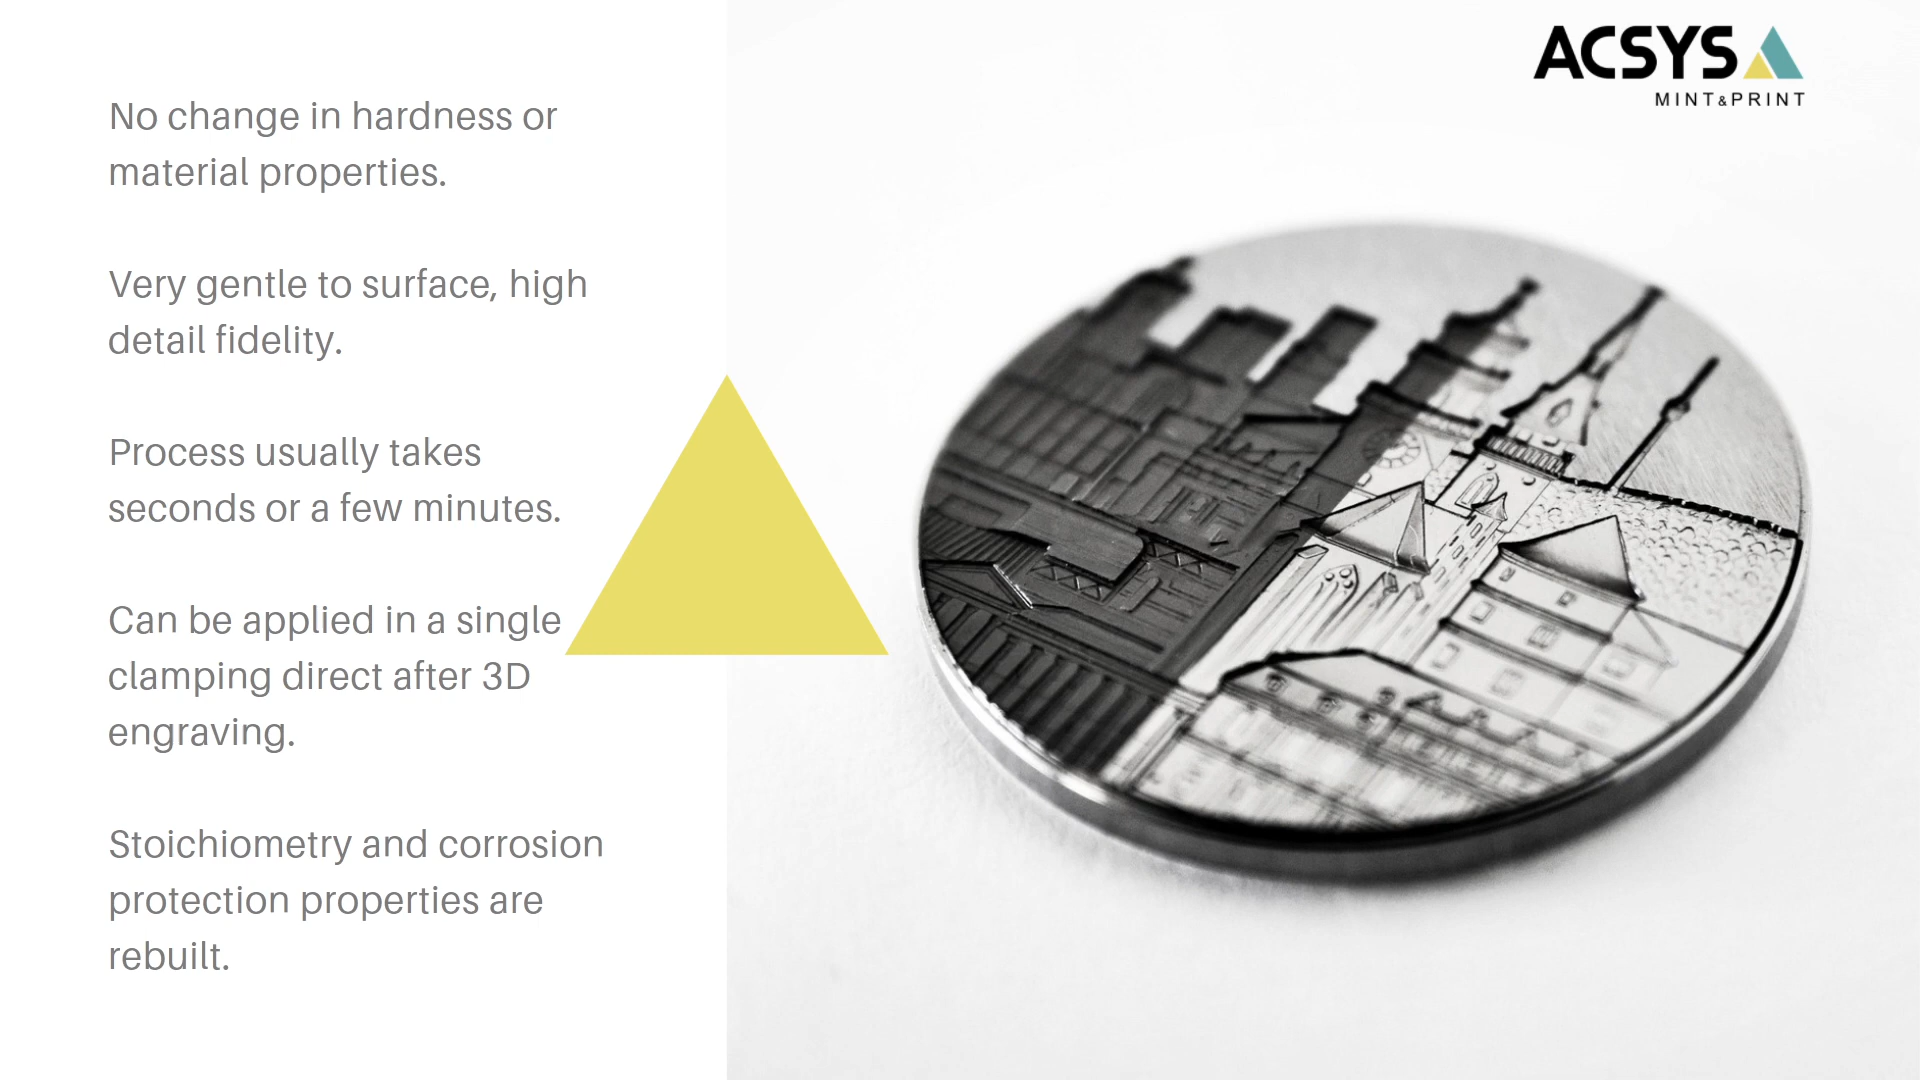 ACSYS
MINT&PRINT
No change in hardness or
material properties.
Very gentle to surface, high
detail fidelity.
Process usually takes
seconds or a few minutes.
Can be applied in a single
clamping direct after 3D
engraving.
Stoichiometry and corrosion
protection properties are
rebuilt.